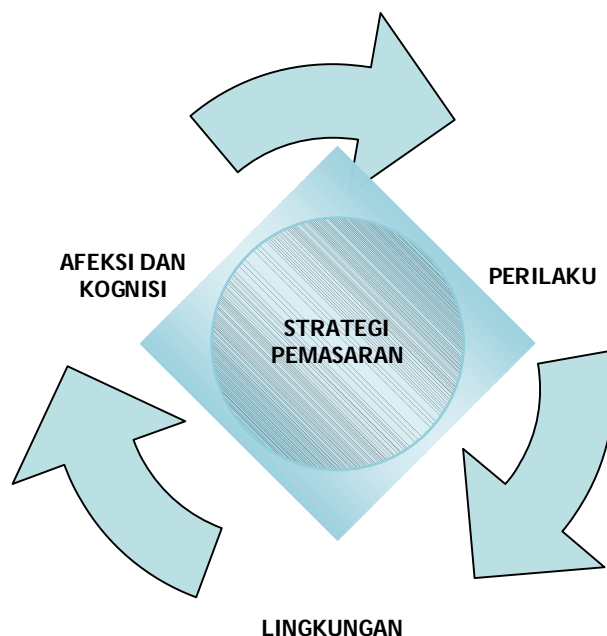 AFEKSI DAN
KOGNISI
PERILAKU
STRATEGI
PEMASARAN
LINGKUNGAN